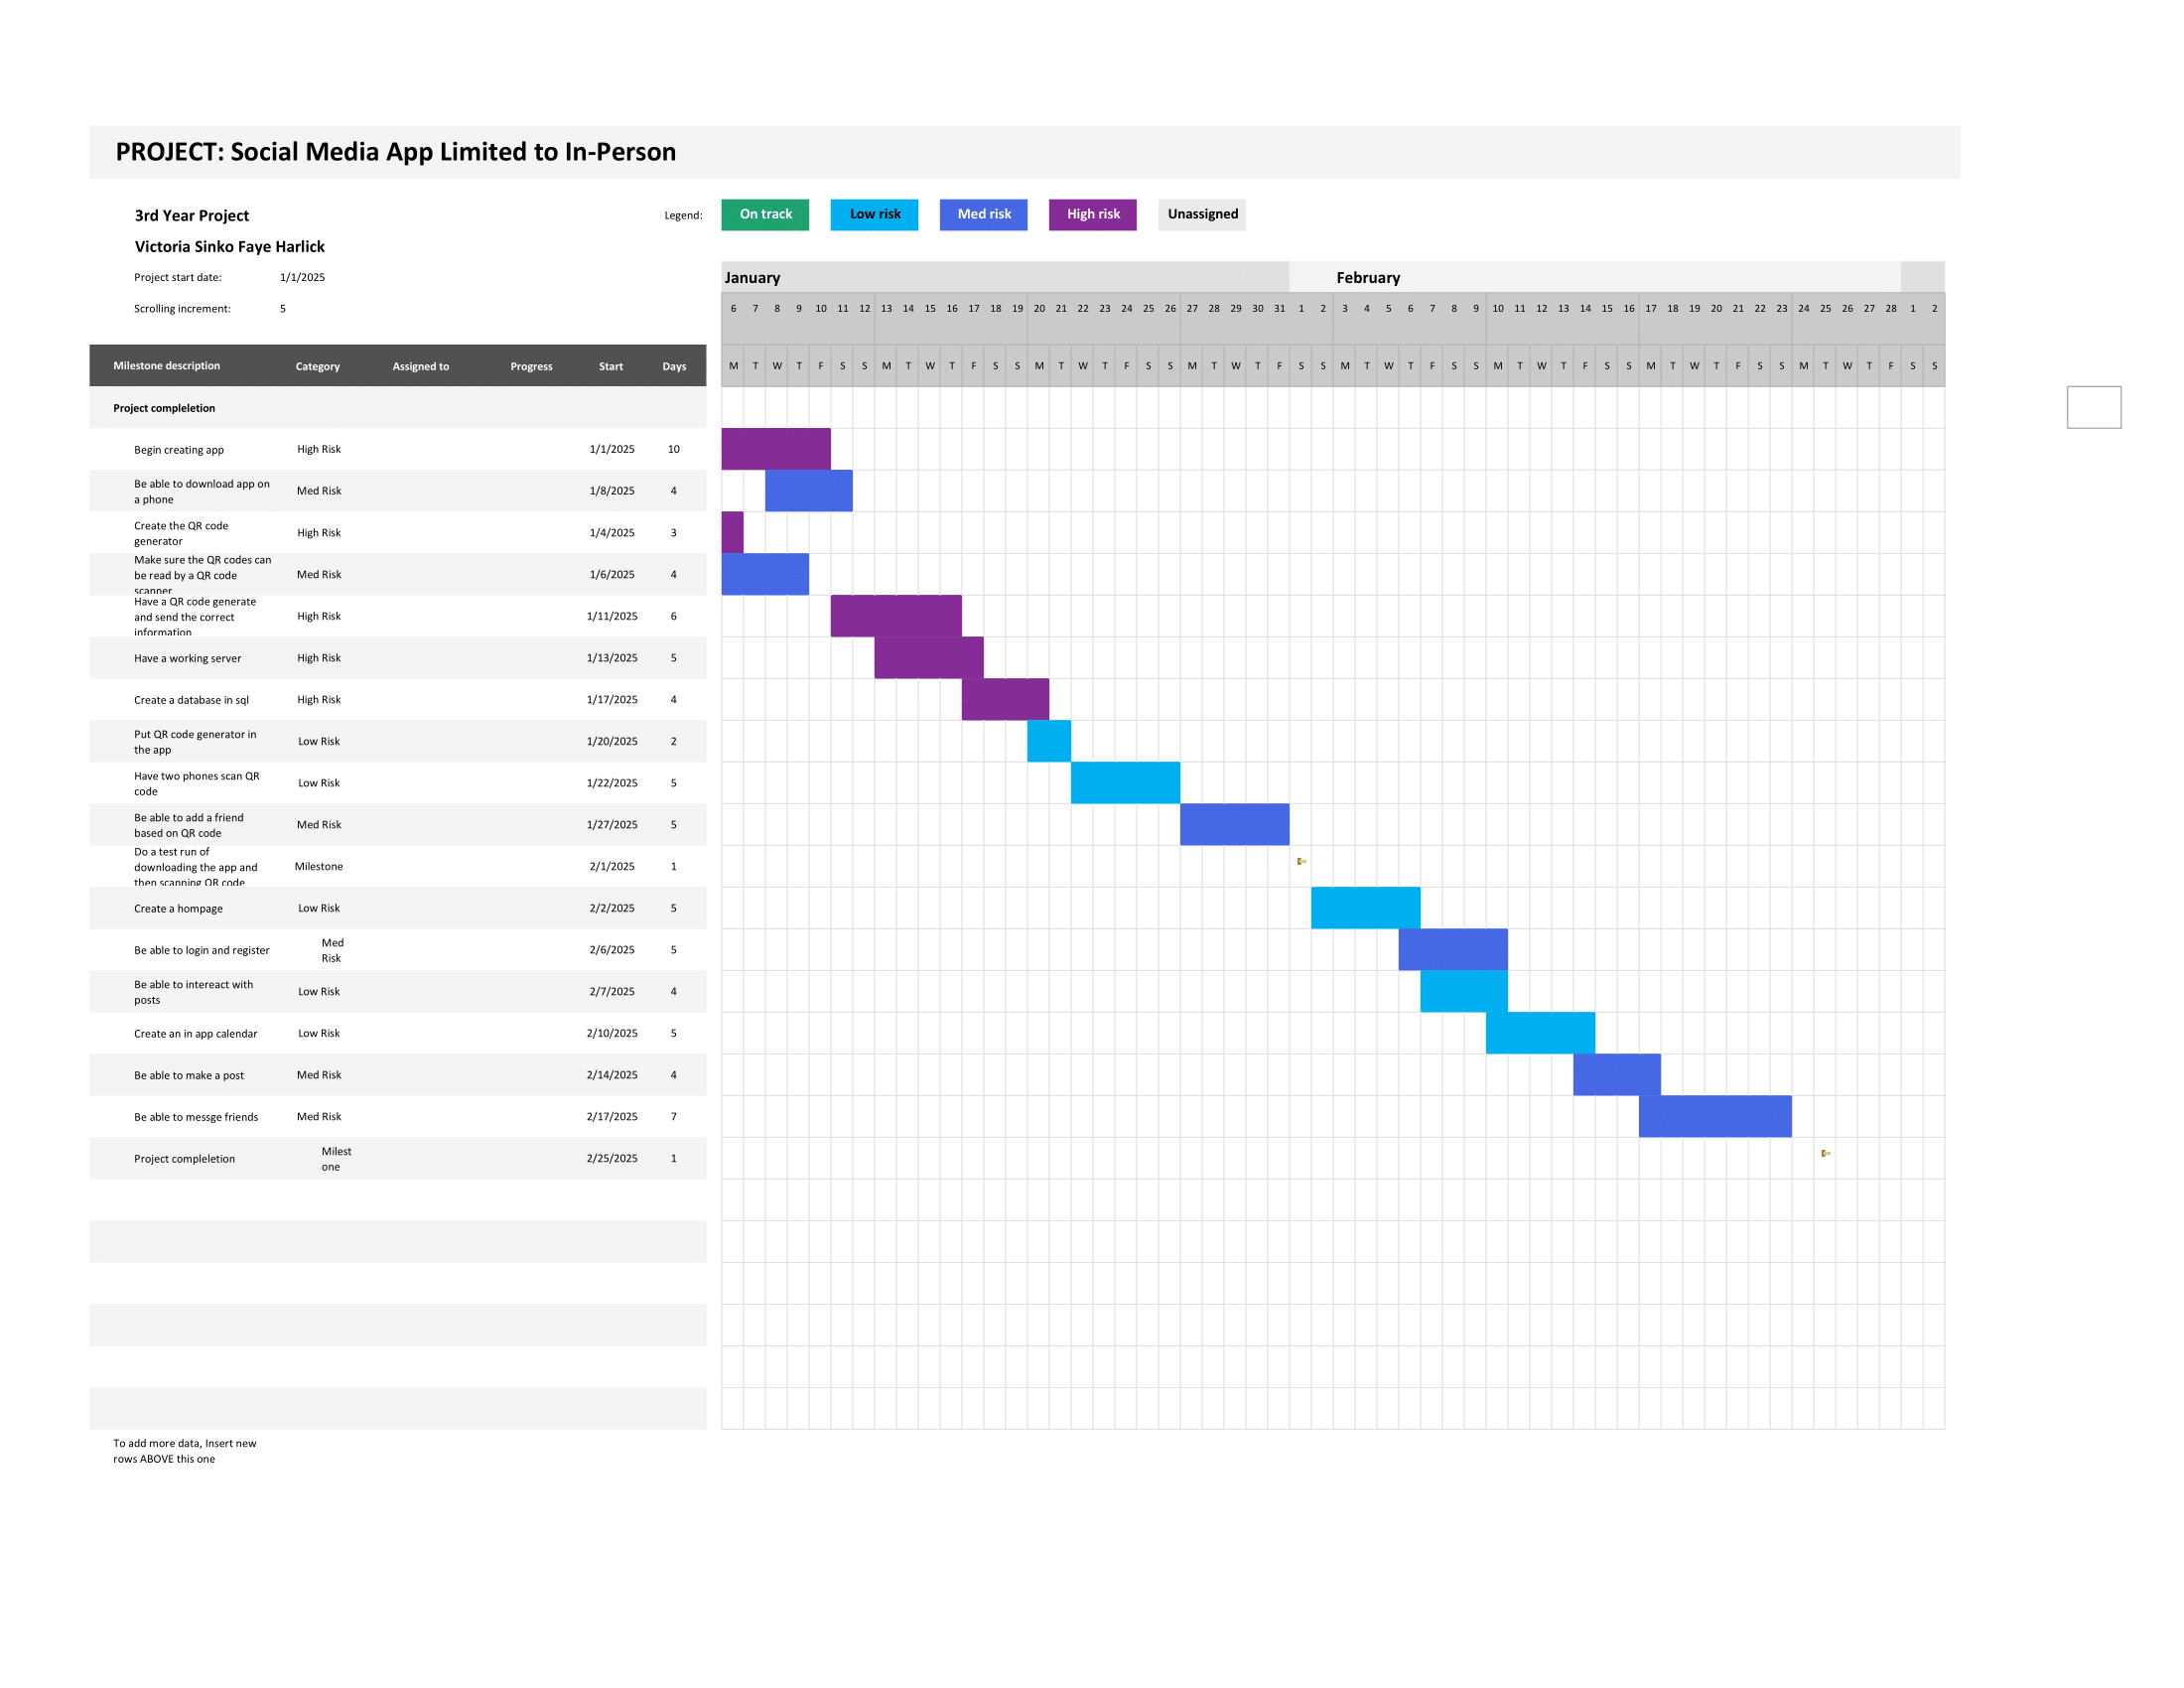 PROJECT: Social Media App Limited to In-Person
3rd Year Project
Legend:
On track
Low risk
Med risk
High risk
Unassigned
Victoria Sinko Faye Harlick
Project start date: 1/1/2025
January
February
Scrolling increment: 5
6 7 8 9 10 11 12 13 14 15 16 17 18 19 20 21 22 23 24 25 26 27 28 29 30 31 1 2 3 4 5 6 7 8 9 10 11 12 13 14 15 16 17 18 19 20 21 22 23 24 25 26 27 28 1 2
Milestone description Category Assigned to Progress Start Days
M T W T F S S M T W T F S S M T W T F S S M T W T F S S M T W T F S S M T W T F S S M T W T F S S M T W T F S S
Project compleletion
Begin creating app High Risk 1/1/2025 10
Be able to download app on
a phone
Med Risk 1/8/2025 4
Create the QR code
generator
High Risk 1/4/2025 3
Make sure the QR codes can
be read by a QR code
scanner
Med Risk 1/6/2025 4
Have a QR code generate
and send the correct
information
High Risk 1/11/2025 6
Have a working server High Risk 1/13/2025 5
Create a database in sql High Risk 1/17/2025 4
Put QR code generator in
the app
Low Risk 1/20/2025 2
Have two phones scan QR
code
Low Risk 1/22/2025 5
Be able to add a friend
based on QR code
Med Risk 1/27/2025 5
Do a test run of
downloading the app and
then scanning QR code
Milestone 2/1/2025 1
Create a hompage Low Risk 2/2/2025 5
Be able to login and register
Med
Risk
2/6/2025 5
Be able to intereact with
posts
Low Risk 2/7/2025 4
Create an in app calendar Low Risk 2/10/2025 5
Be able to make a post Med Risk 2/14/2025 4
Be able to messge friends Med Risk 2/17/2025 7
Project compleletion
Milest
one
2/25/2025 1
To add more data, Insert new
rows ABOVE this one